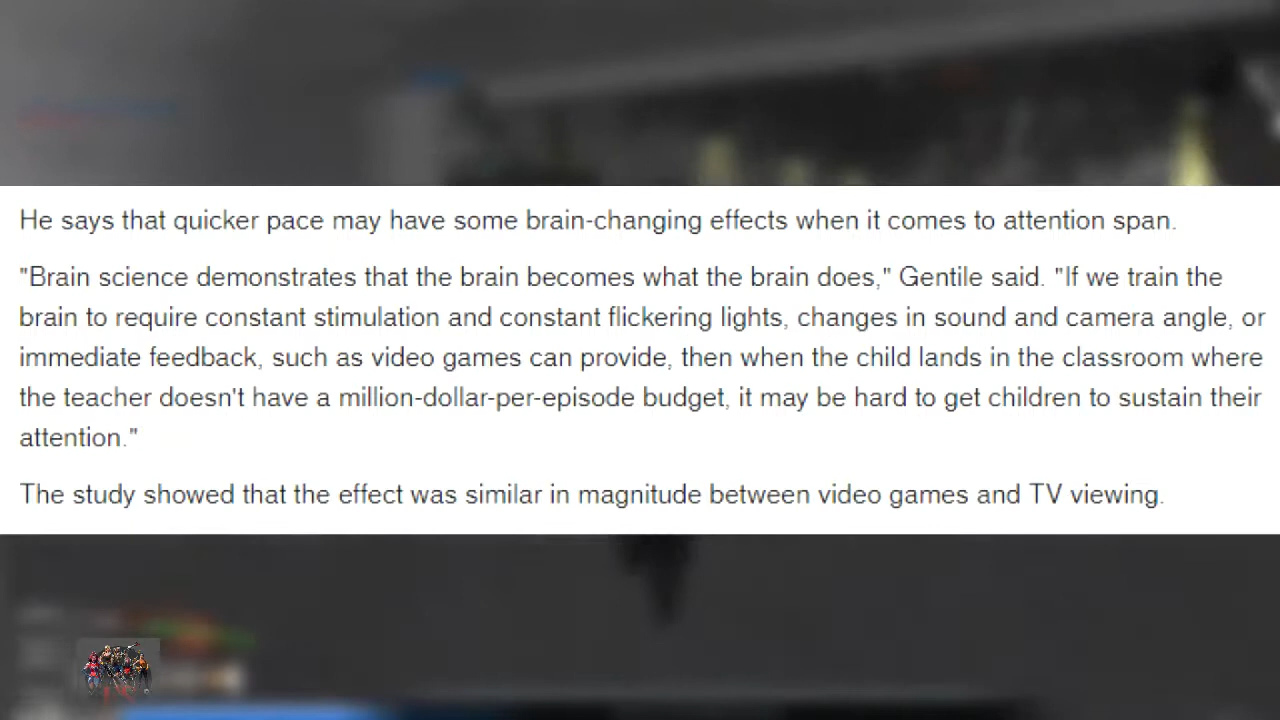 He says that quicker pace may have some brain-changing effects when it comes to attention span.
"Brain science demonstrates that the brain becomes what the brain does," Gentile said. "If we train the
brain to require constant stimulation and constant flickering lights, changes in sound and camera angle, or
immediate feedback, such as video games can provide, then when the child lands in the classroom where
the teacher doesn't have a million-dollar-per-episode budget, it may be hard to get children to sustain their
attention."
The study showed that the effect was similar in magnitude between video games and TV viewing.